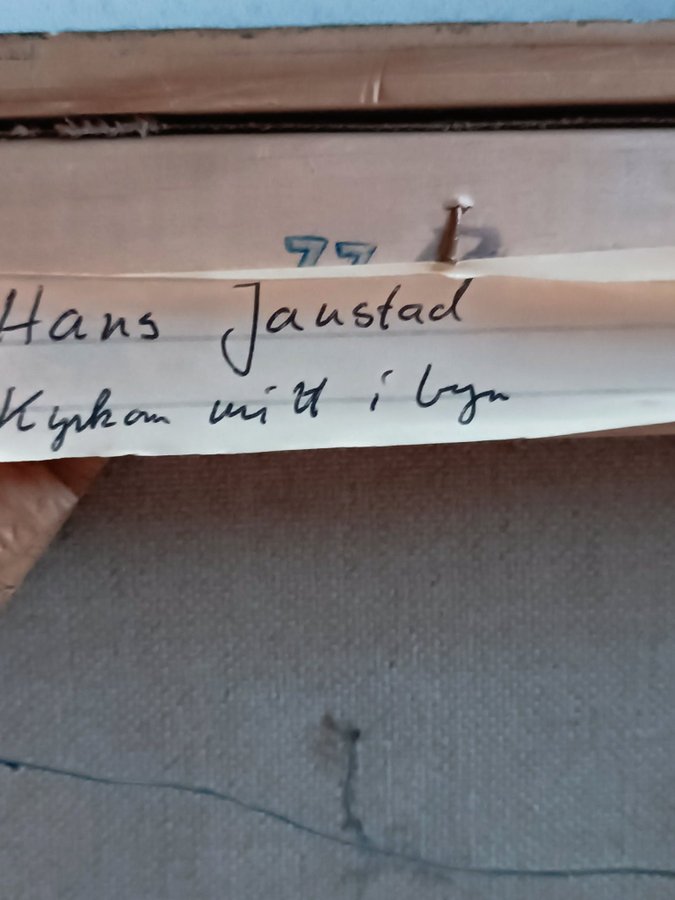 Hans Jaustad
Kyrkan mitt i byn